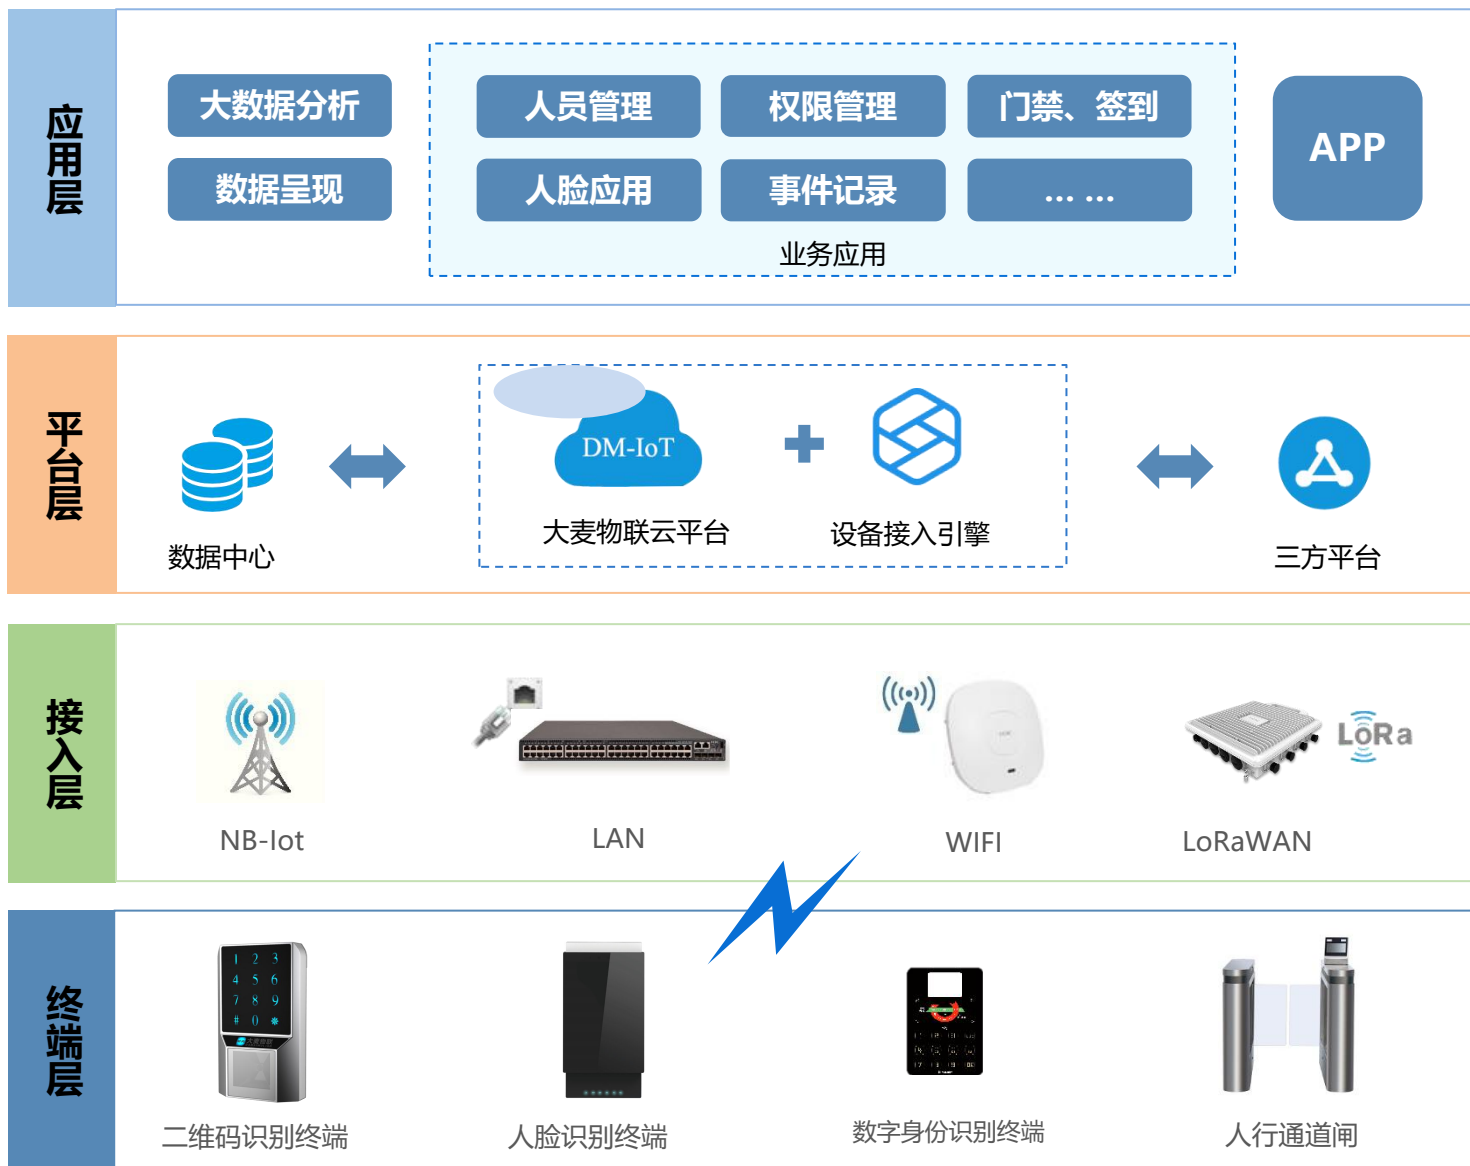 应用层
大数据分析
人员管理
权限管理
门禁、签到
APP
数据呈现
人脸应用
事件记录
... ...
业务应用
平台层
DM-IoT
数据中心
大麦物联云平台
设备接入引擎
三方平台
接入层
LoRa
NB-Iot
LAN
WIFI
LoRaWAN
终端层
1 2 3
4 5 6
7 8 9
# 0 *
大麦物联
二维码识别终端
人脸识别终端
数字身份识别终端
人行通道闸